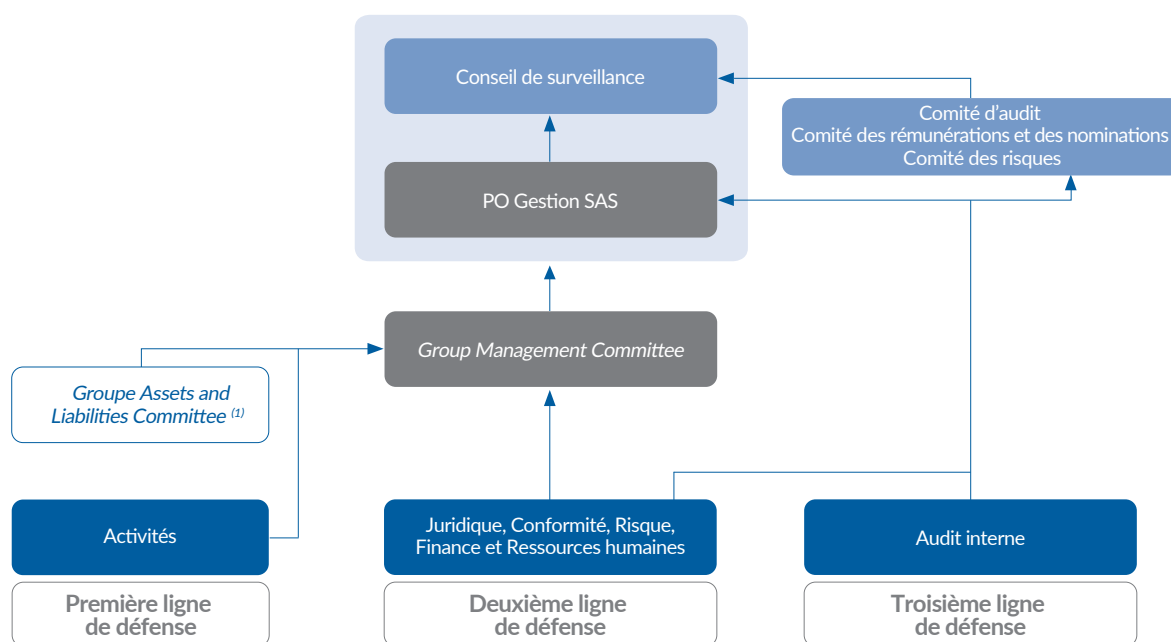 Conseil de surveillance
Comité d'audit
Comité des rémunérations et des nominations
Comité des risques
PO Gestion SAS
Group Management Committee
Groupe Assets and
Liabilities Committee (1)
Activités
Juridique, Conformité, Risque,
Finance et Ressources humaines
Audit interne
Première ligne
de défense
Deuxième ligne
de défense
Troisième ligne
de défense